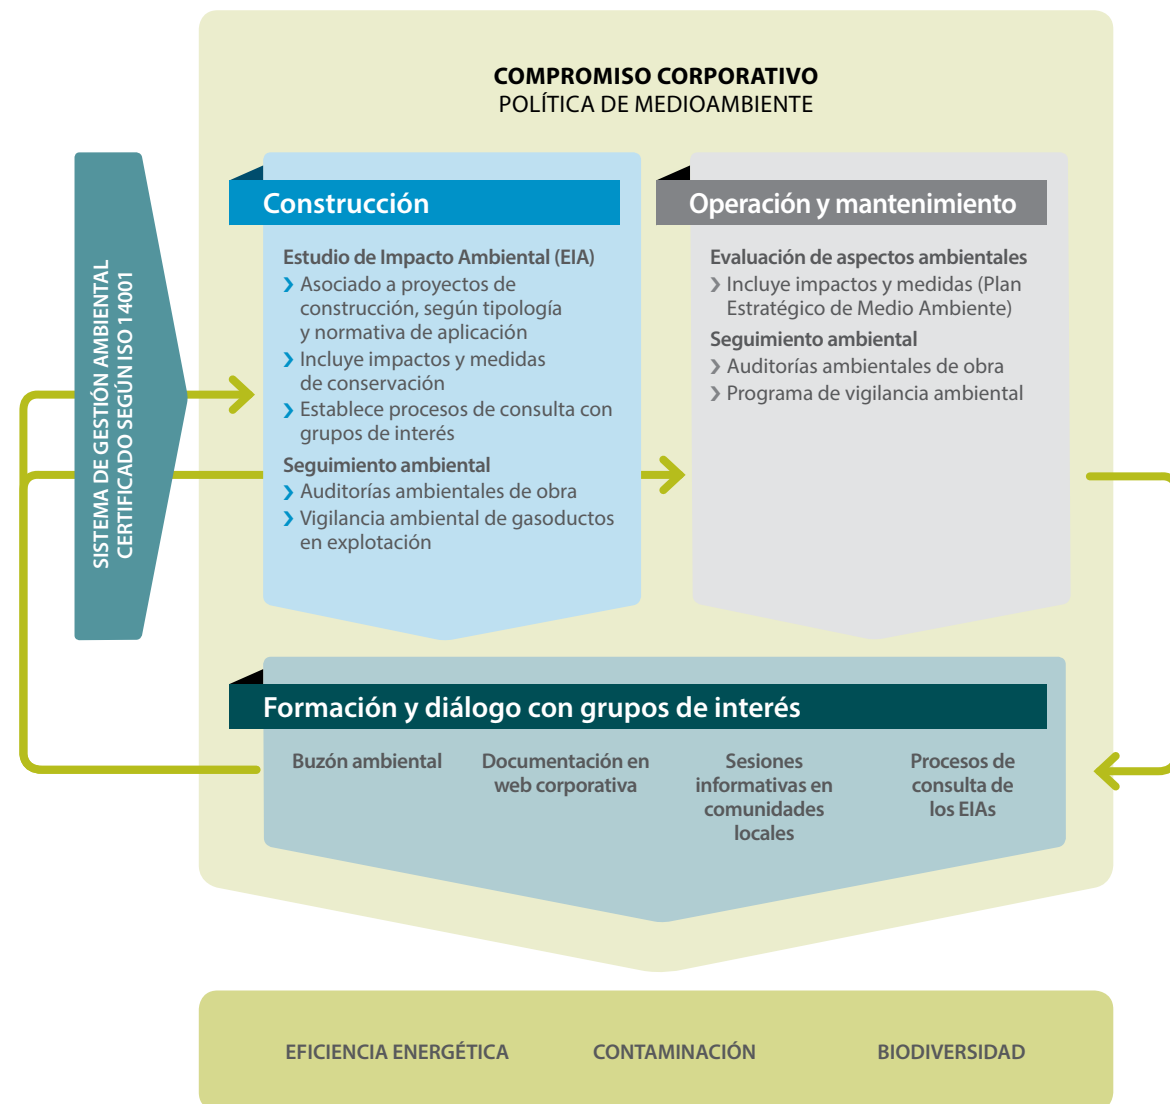 COMPROMISO CORPORATIVO
POLÍTICA DE MEDIOAMBIENTE
SISTEMA DE GESTIÓN AMBIENTAL
CERTIFICADO SEGÚN ISO 14001
Construcción
Estudio de Impacto Ambiental (EIA)
❯ Asociado a proyectos de
construcción, según tipología
y normativa de aplicación
❯ Incluye impactos y medidas
de conservación
❯ Establece procesos de consulta con
grupos de interés
Seguimiento ambiental
❯ Auditorías ambientales de obra
❯ Vigilancia ambiental de gasoductos
en explotación
Operación y mantenimiento
Evaluación de aspectos ambientales
❯ Incluye impactos y medidas (Plan
Estratégico de Medio Ambiente)
Seguimiento ambiental
❯ Auditorías ambientales de obra
❯ Programa de vigilancia ambiental
Formación y diálogo con grupos de interés
Buzón ambiental
Documentación en
web corporativa
Sesiones
informativas en
comunidades
locales
Procesos de
consulta de
los EIAs
EFICIENCIA ENERGÉTICA
CONTAMINACIÓN
BIODIVERSIDAD